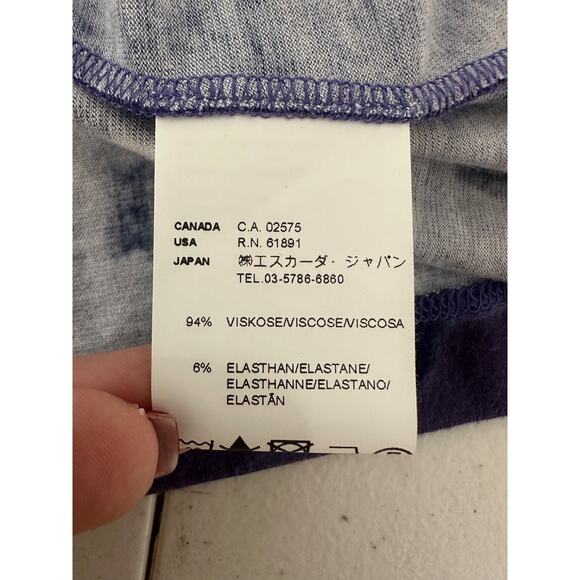 CANADA C.A. 02575
USA R.N. 61891
JAPAN ㈱エスカーダ・ジャパン
TEL.03-5786-6860
94% VISKOSE/VISCOSE/VISCOSA
6% ELASTHAN/ELASTANE/
ELASTHANNE/ELASTANO/
ELASTĀN